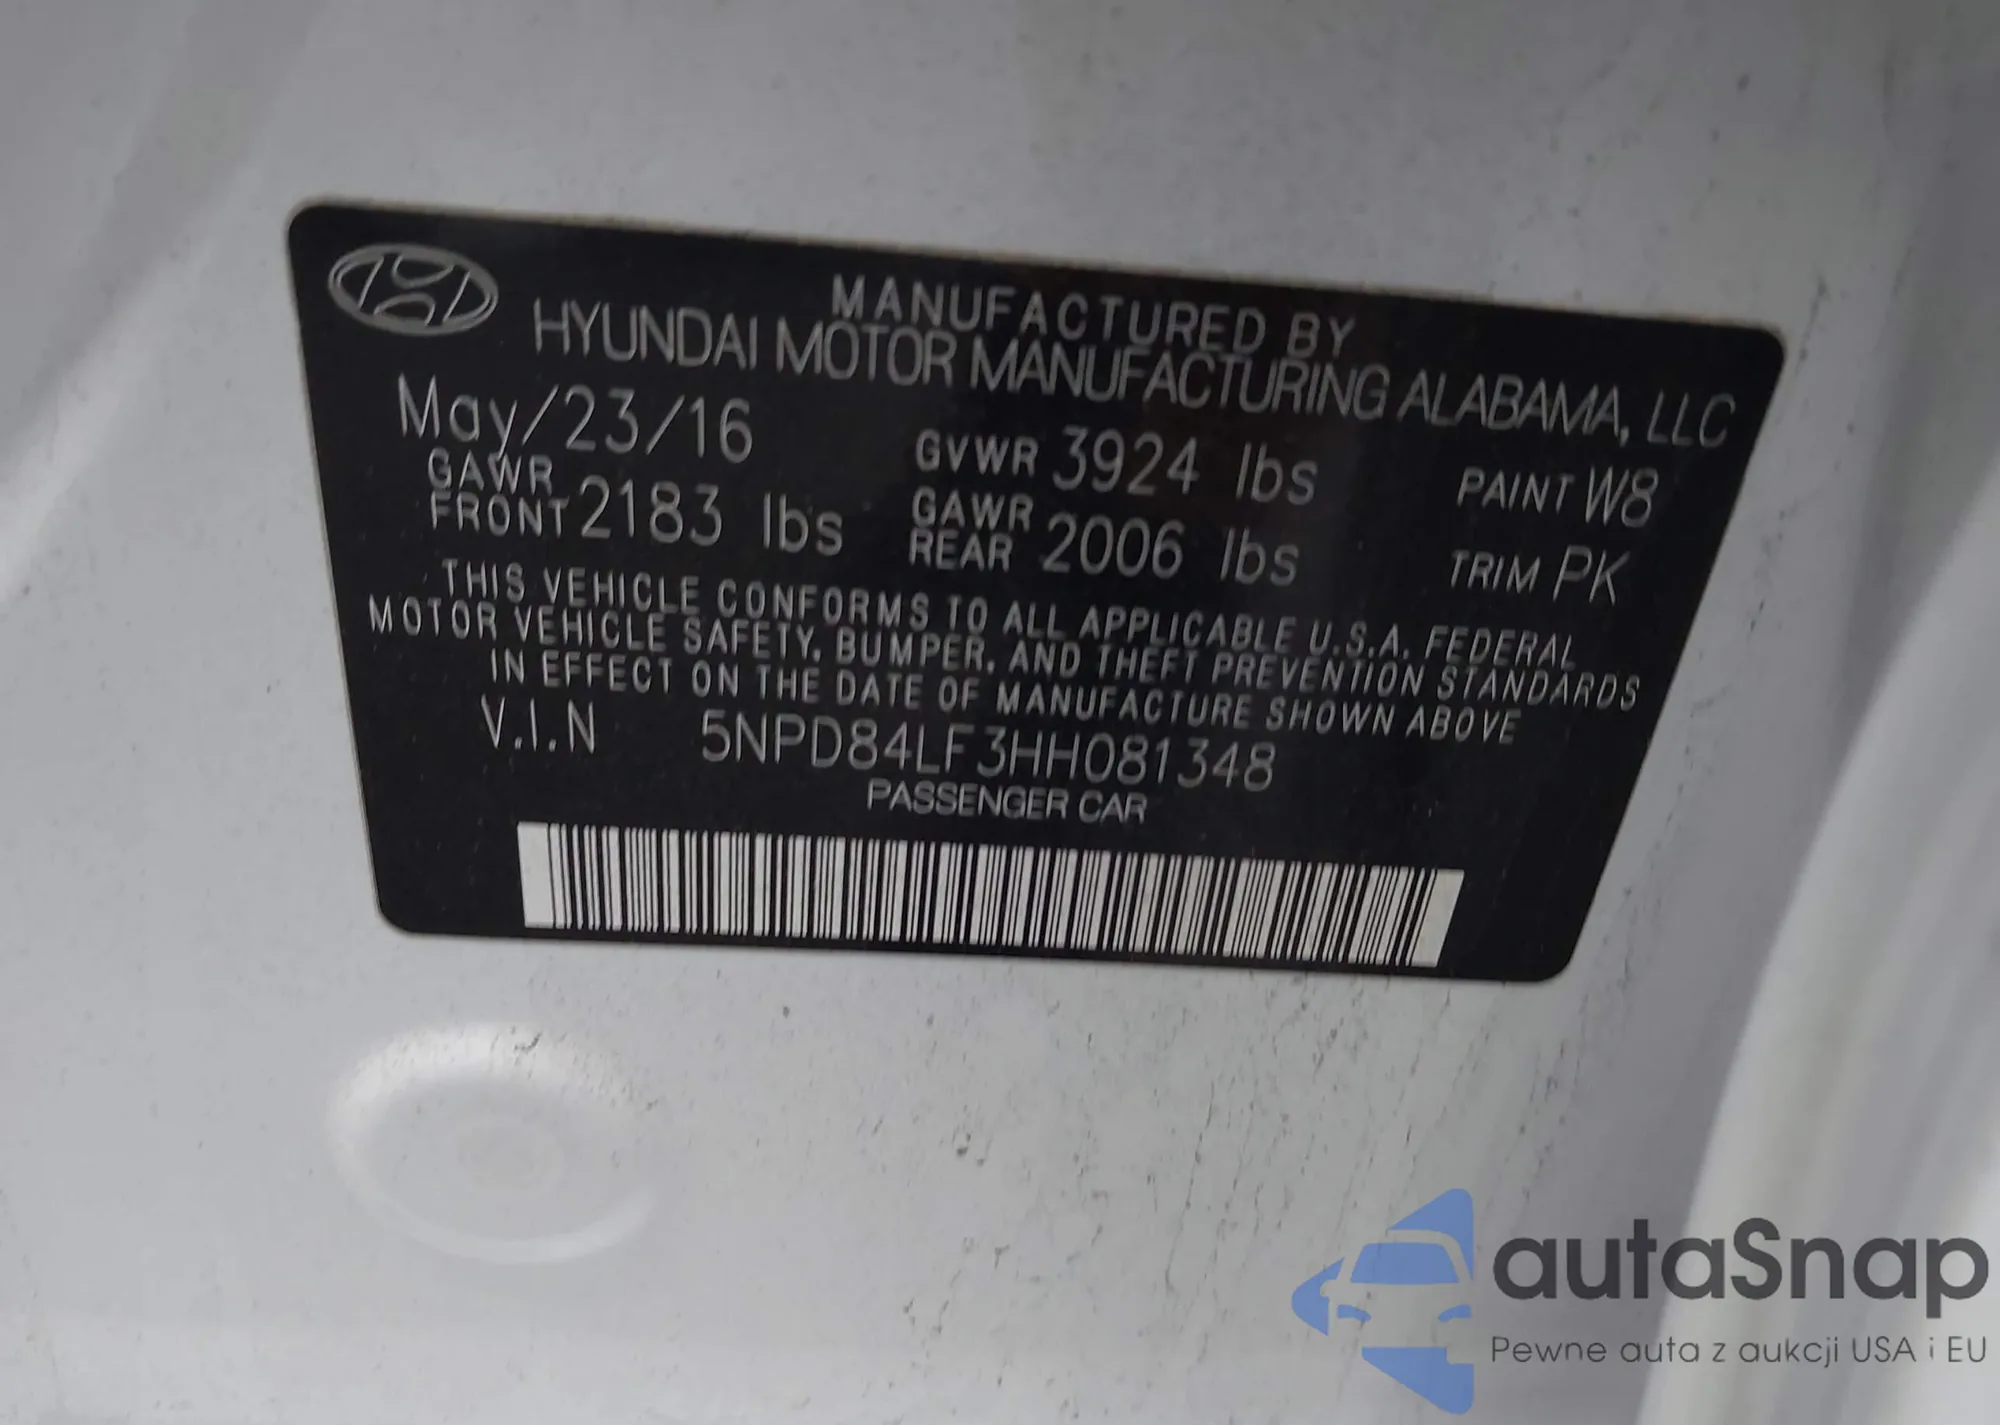 MANUFACTURED BY
HYUNDAI MOTOR MANUFACTURING ALABAMA, LLC
May/23/16 GVWR 3924 lbs PAINT W8
GAWR FRONT 2183 lbs GAWR REAR 2006 lbs TRIM PK
THIS VEHICLE CONFORMS TO ALL APPLICABLE U.S.A. FEDERAL
MOTOR VEHICLE SAFETY, BUMPER, AND THEFT PREVENTION STANDARDS
IN EFFECT ON THE DATE OF MANUFACTURE SHOWN ABOVE
V.I.N 5NPD84LF3HH081348
PASSENGER CAR
autaSnap
Pewne auta z aukcji USA i EU